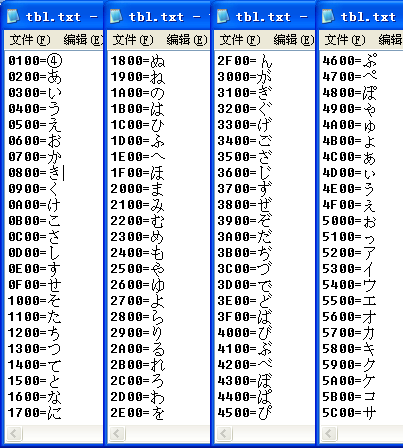 tbl.txt -
文件(F) 编辑(E)
0100=④
0200=あ
0300=い
0400=う
0500=え
0600=お
0700=か
0800=き
0900=く
0A00=け
0B00=こ
0C00=さ
0D00=し
0E00=す
0F00=せ
1000=そ
1100=た
1200=ち
1300=つ
1400=て
1500=と
1600=な
1700=に
tbl.txt -
文件(F) 编辑(E)
1800=ぬ
1900=ね
1A00=の
1B00=は
1C00=ひ
1D00=ふ
1E00=へ
1F00=ほ
2000=ま
2100=み
2200=む
2300=め
2400=も
2500=や
2600=ゆ
2700=よ
2800=ら
2900=り
2A00=る
2B00=れ
2C00=ろ
2D00=わ
2E00=を
tbl.txt -
文件(F) 编辑(E)
2F00=ん
3000=が
3100=ぎ
3200=ぐ
3300=げ
3400=ご
3500=ざ
3600=じ
3700=ず
3800=ぜ
3900=ぞ
3A00=だ
3B00=ぢ
3C00=づ
3D00=で
3E00=ど
3F00=ば
4000=び
4100=ぶ
4200=べ
4300=ぼ
4400=ぱ
4500=ぴ
tbl.txt -
文件(F) 编辑(E)
4600=ぷ
4700=ぺ
4800=ぽ
4900=ゃ
4A00=ゅ
4B00=ょ
4C00=ぁ
4D00=ぃ
4E00=ぅ
4F00=ぇ
5000=ぉ
5100=っ
5200=ア
5300=イ
5400=ウ
5500=エ
5600=オ
5700=カ
5800=キ
5900=ク
5A00=ケ
5B00=コ
5C00=サ